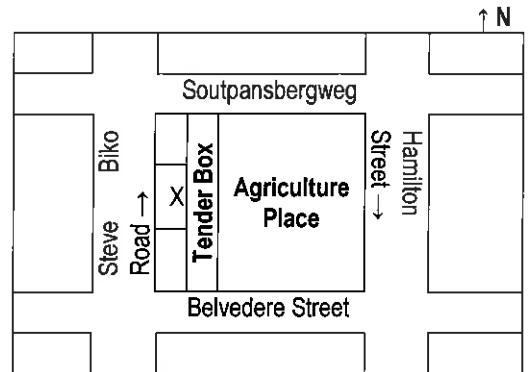 ↑ N
Soutpansbergweg
Steve Biko
Road →
X
Tender Box
Agriculture
Place
Hamilton
Street →
Belvedere Street